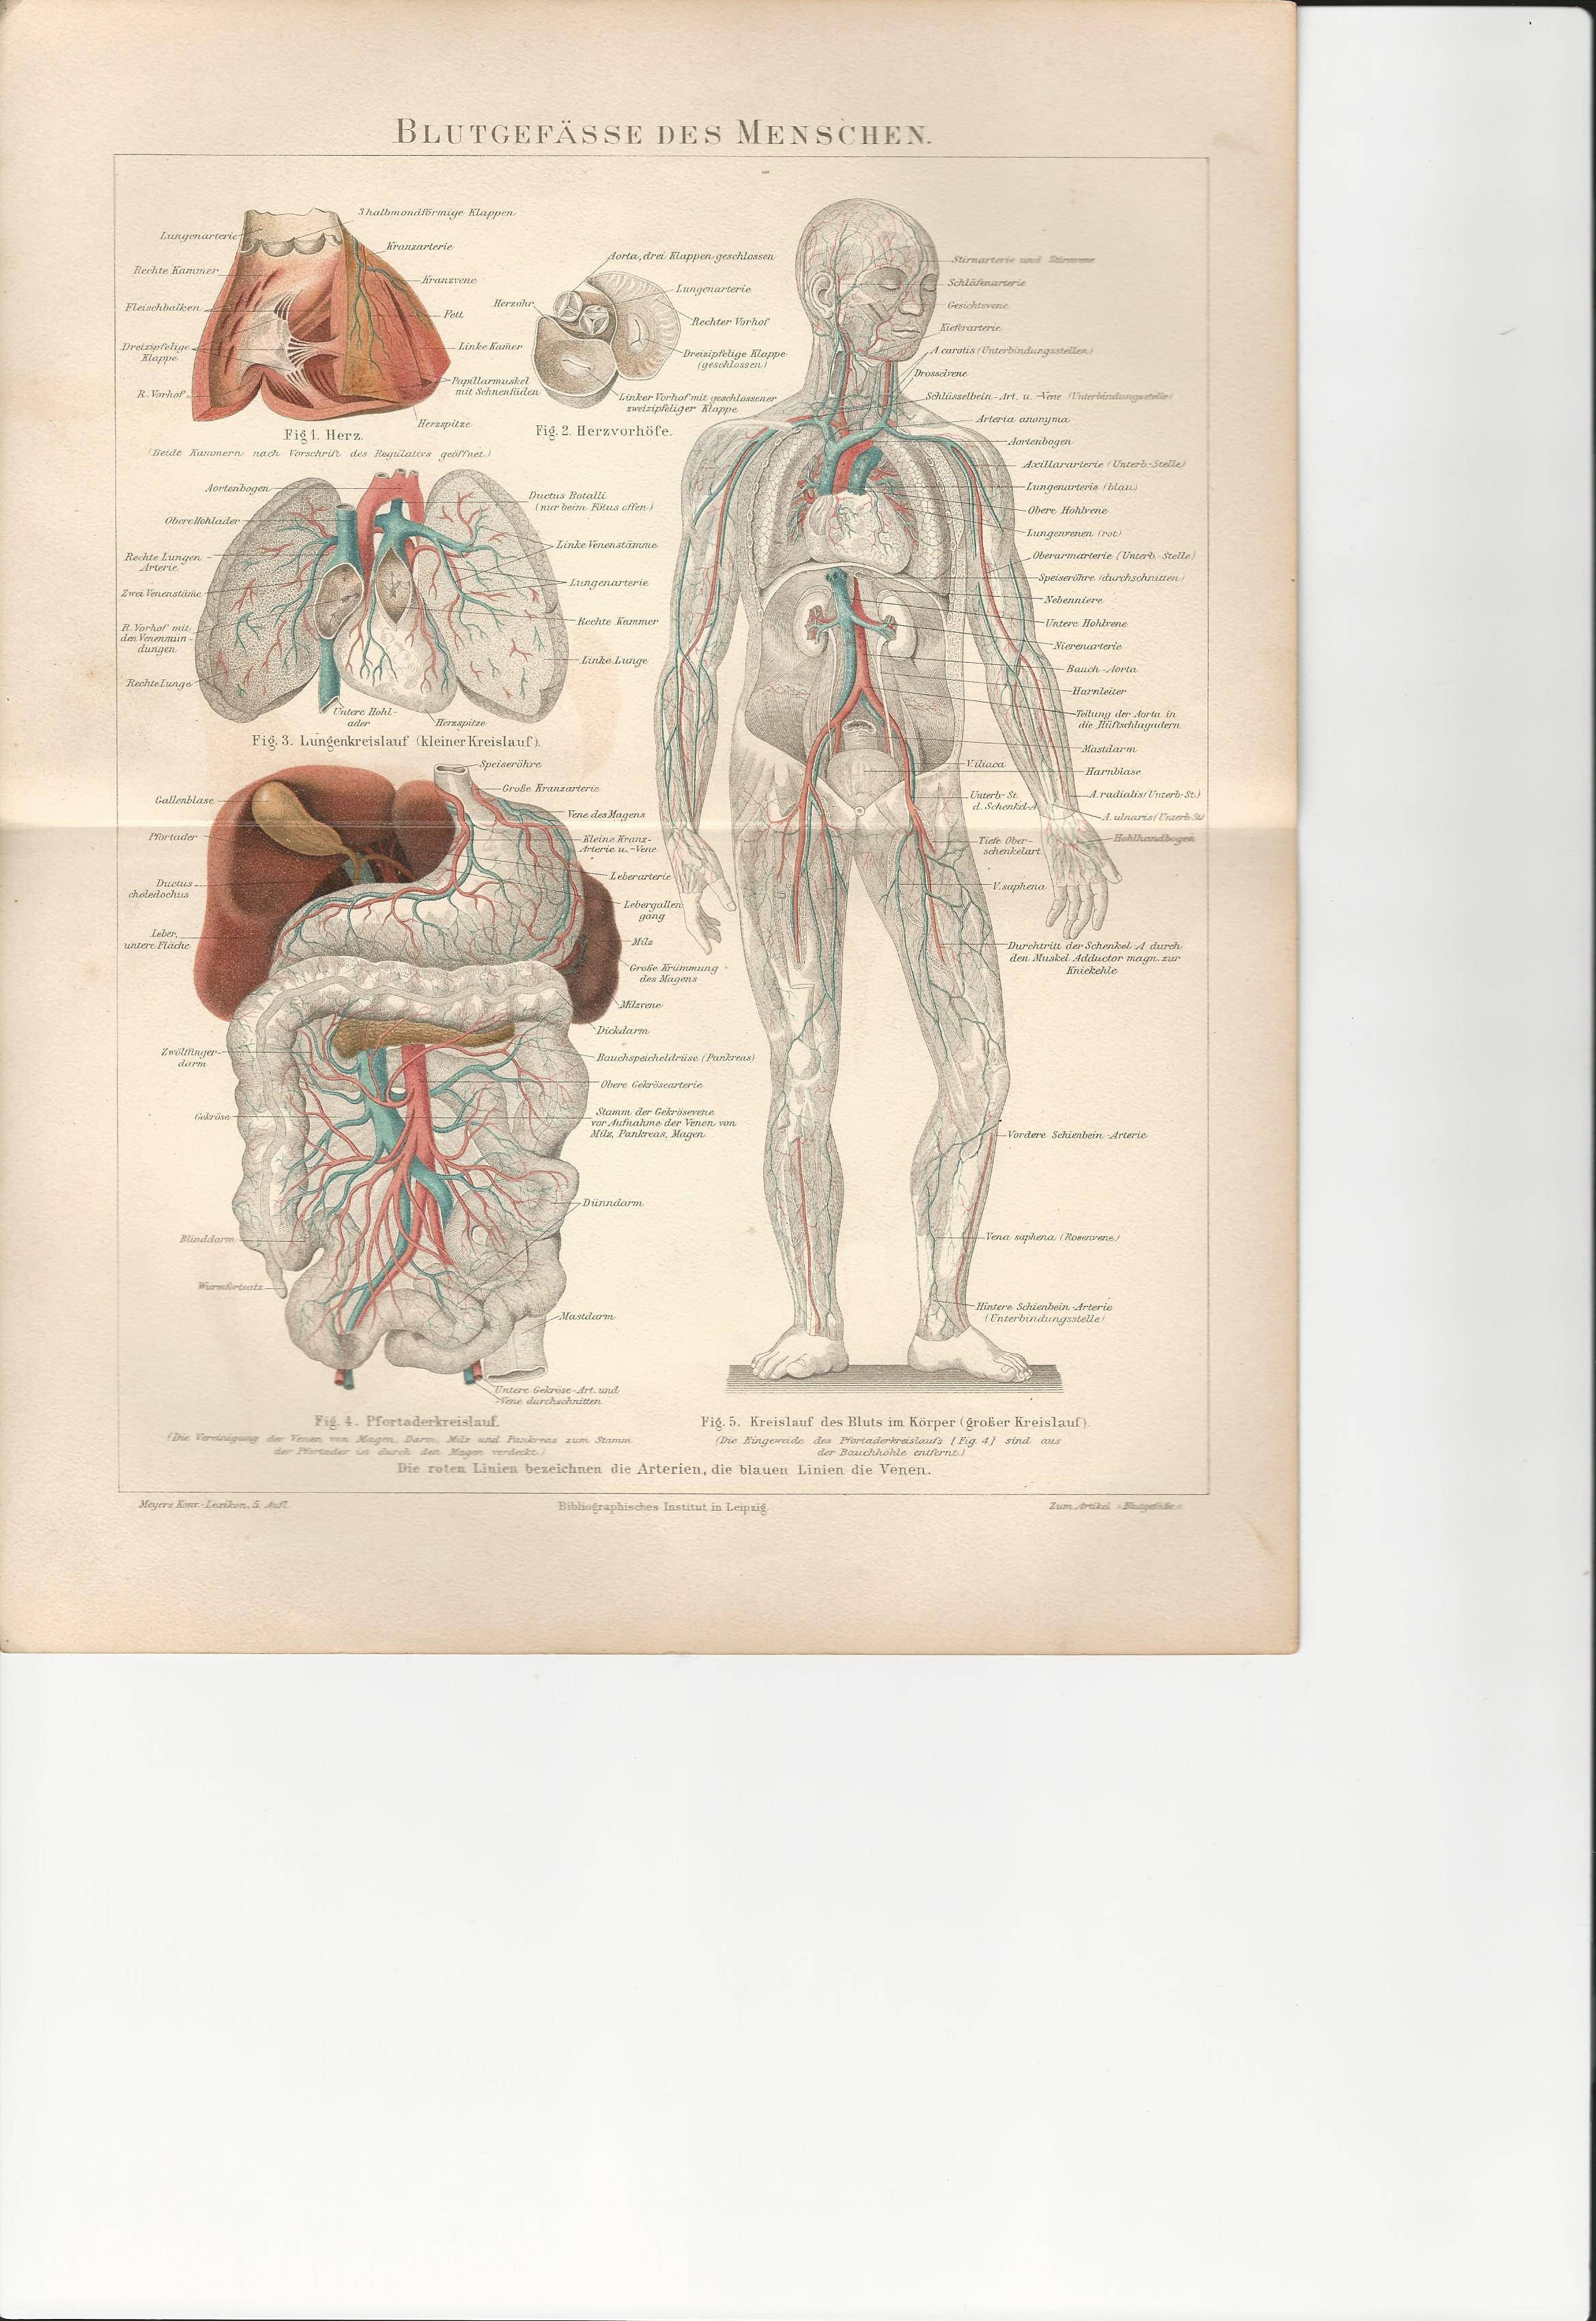 BLUTGEFÄSSE DES MENSCHEN.
3 halbmondförmige Klappen
Lungenarterie
Kranzarterie
Rechte Kammer
Kranzvene
Fleischbalken
Fett
Dreizipfelige
Klappe
Linke Kam̄er
Papillarmuskel
mit Sehnenfäden
R. Vorhof
Herzspitze
Fig 1. Herz.
(Beide Kammern nach Vorschrift des Regulativs geöffnet.)
Aorta, drei Klappen geschlossen
Lungenarterie
Herzohr
Rechter Vorhof
Dreizipfelige Klappe
(geschlossen)
Linker Vorhof mit geschlossener
zweizipfeliger Klappe
Fig. 2. Herzvorhöfe.
Aortenbogen
Ductus Botalli
(nur beim Fötus offen)
Obere Hohlader
Linke Venenstämme
Rechte Lungen
Arterie
Lungenarterie
Zwei Venenstäm̄e
Rechte Kammer
R. Vorhof mit
den Venenmün-
dungen
Linke Lunge
Rechte Lunge
Untere Hohl-
ader
Herzspitze
Fig. 3. Lungenkreislauf (kleiner Kreislauf).
Speiseröhre
Große Kranzarterie
Gallenblase
Vene des Magens
Pfortader
Kleine Kranz-
Arterie u. -Vene
Leberarterie
Ductus
choledochus
Lebergallen
gang
Leber,
untere Fläche
Milz
Große Krümmung
des Magens
Milzvene
Dickdarm
Zwölffinger-
darm
Bauchspeicheldrüse (Pankreas)
Obere Gekrösearterie
Gekröse
Stamm der Gekrösevene
vor Aufnahme der Venen von
Milz, Pankreas, Magen
Dünndarm
Blinddarm
Wurmfortsatz
Mastdarm
Untere Gekröse-Art. und
-Vene durchschnitten
Fig. 4. Pfortaderkreislauf.
(Die Vereinigung der Venen von Magen, Darm, Milz und Pankreas zum Stamm
der Pfortader ist durch den Magen verdeckt.)
Stirnarterie und Stirnvene
Schläfenarterie
Gesichtsvene
Kieferarterie
A. carotis (Unterbindungsstellen)
Drosselvene
Schlüsselbein-Art. u. -Vene (Unterbindungsstelle)
Arteria anonyma
Aortenbogen
Axillararterie (Unterb.-Stelle)
Lungenarterie (blau)
Obere Hohlvene
Lungenvenen (rot)
Oberarmarterie (Unterb.-Stelle)
Speiseröhre (durchschnitten)
Nebenniere
Untere Hohlvene
Nierenarterie
Bauch-Aorta
Harnleiter
Teilung der Aorta in
die Hüftschlagadern
Mastdarm
V. iliaca
Harnblase
Unterb-St.
d. Schenkel-A
A. radialis (Unterb-St.)
A. ulnaris (Unterb-St)
Tiefe Ober-
schenkelart.
Hohlhandbogen
V. saphena
Durchtritt der Schenkel-A durch
den Muskel Adductor magn. zur
Kniekehle
Vordere Schienbein-Arterie
Vena saphena (Rosenvene)
Hintere Schienbein-Arterie
(Unterbindungsstelle)
Fig. 5. Kreislauf des Bluts im Körper (großer Kreislauf).
(Die Eingeweide des Pfortaderkreislaufs [Fig. 4] sind aus
der Bauchhöhle entfernt.)
Die roten Linien bezeichnen die Arterien, die blauen Linien die Venen.
Meyers Konv.-Lexikon, 5. Aufl.
Bibliographisches Institut in Leipzig.
Zum Artikel »Blutgefäße«